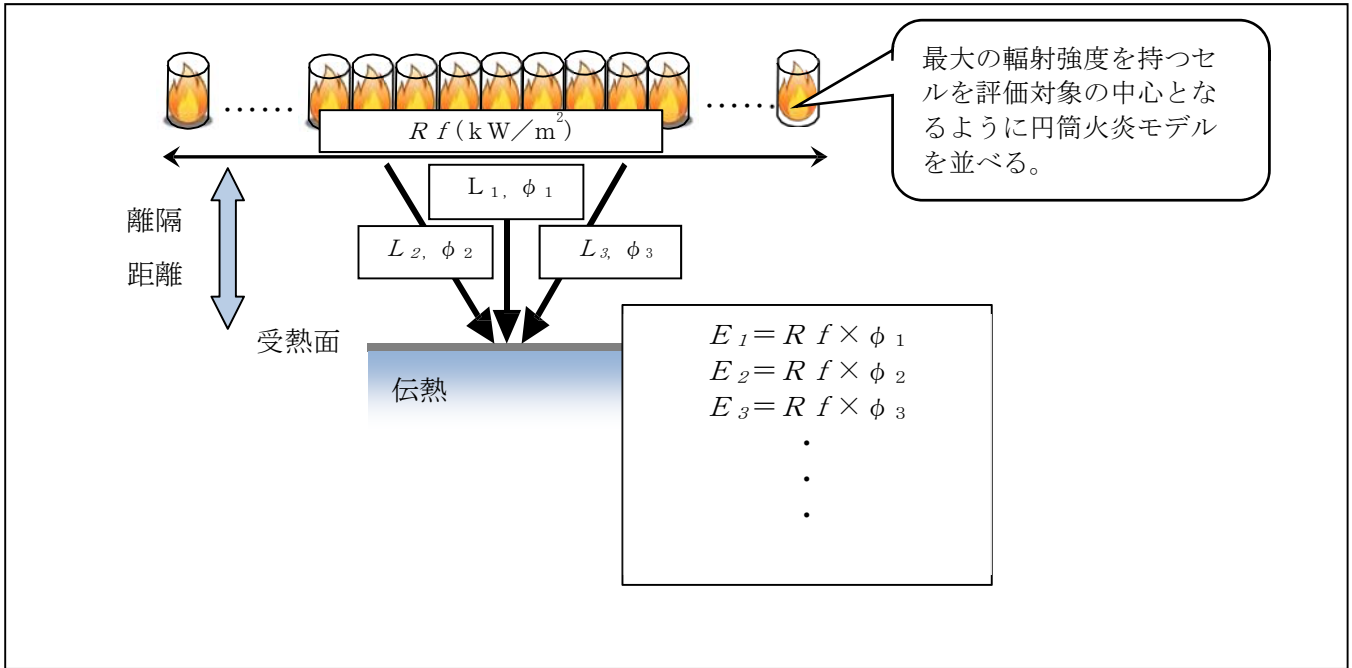 最大の輻射強度を持つセ
ルを評価対象の中心とな
るように円筒火炎モデル
を並べる。
……
……
Rf(kW/m²)
L₁, φ₁
L₂, φ₂
L₃, φ₃
離隔
距離
受熱面
伝熱
E₁=Rf×φ₁
E₂=Rf×φ₂
E₃=Rf×φ₃
・
・
・